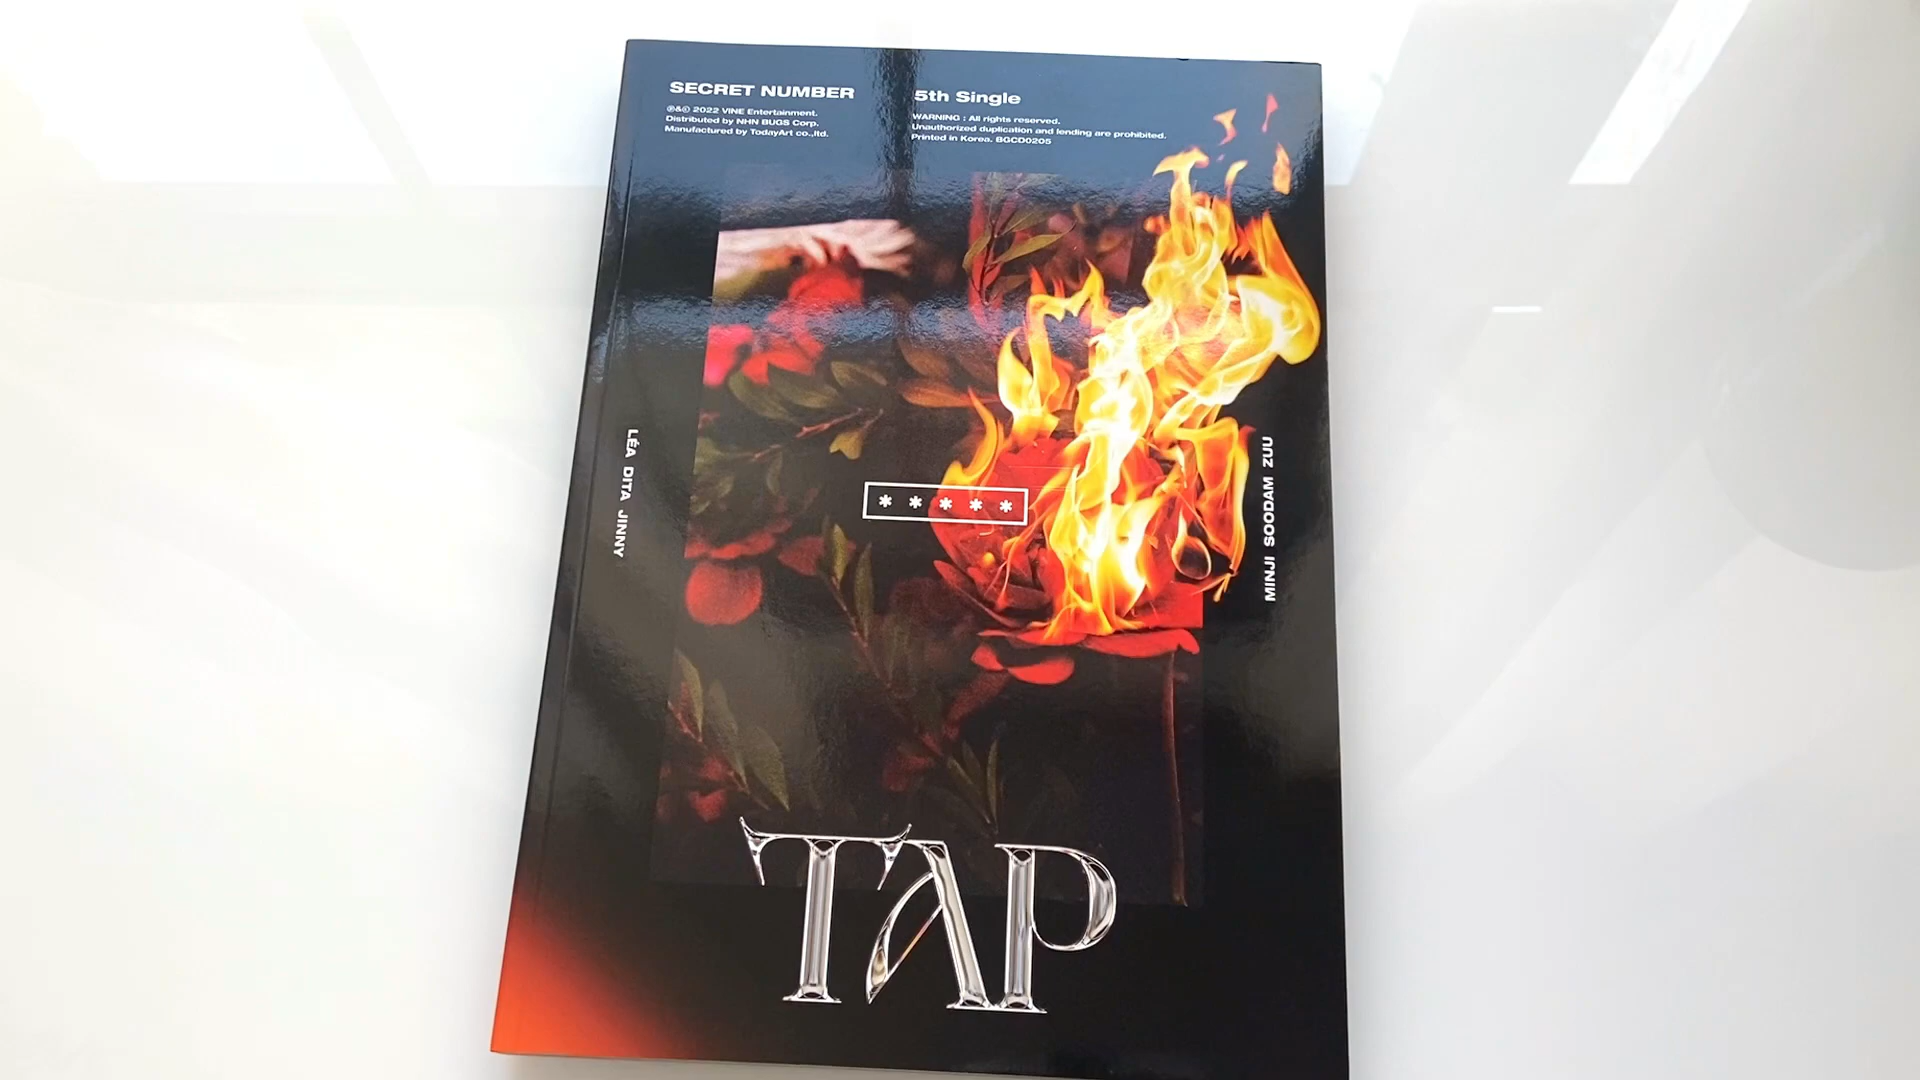 SECRET NUMBER
℗&© 2022 VINE Entertainment.
Distributed by NHN BUGS Corp.
Manufactured by TodayArt co.,ltd.
5th Single
WARNING : All rights reserved.
Unauthorized duplication and lending are prohibited.
Printed in Korea. BGCD0205
LÉA DITA JINNY
* * * * *
MINJI SOODAM ZUU
TAP